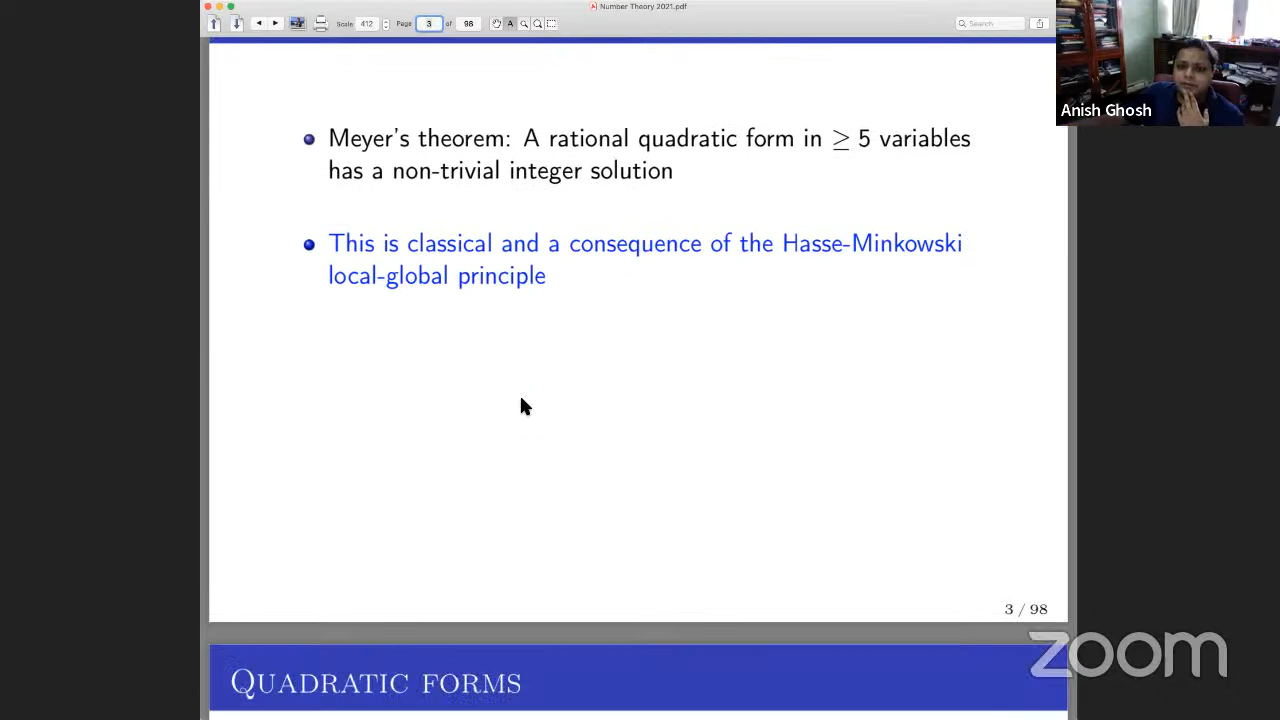 Number Theory 2021.pdf
Scale 412 Page 3 of 98 Search
Anish Ghosh
Meyer's theorem: A rational quadratic form in ≥ 5 variables
has a non-trivial integer solution
This is classical and a consequence of the Hasse-Minkowski
local-global principle
3 / 98
zoom
Quadratic forms